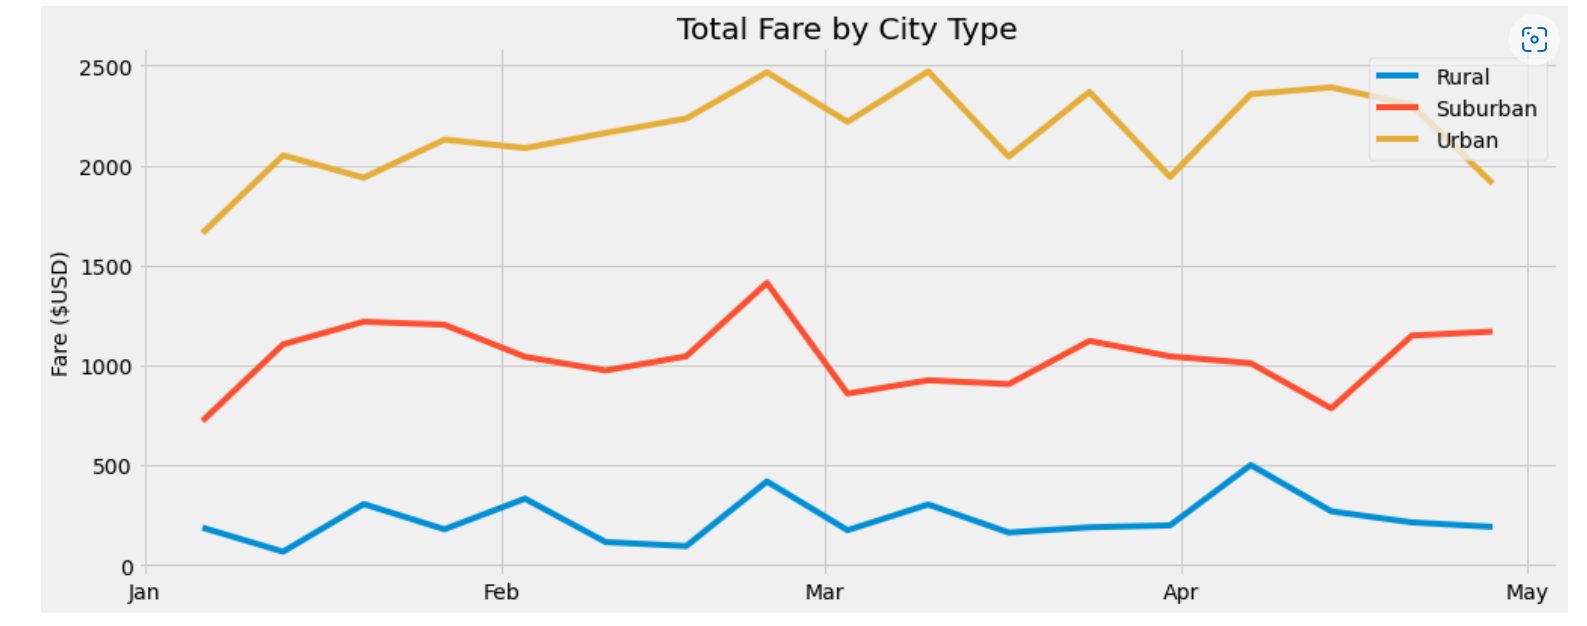 Total Fare by City Type
Rural
Suburban
Urban
Fare ($USD)
2500
2000
1500
1000
500
0
Jan Feb Mar Apr May